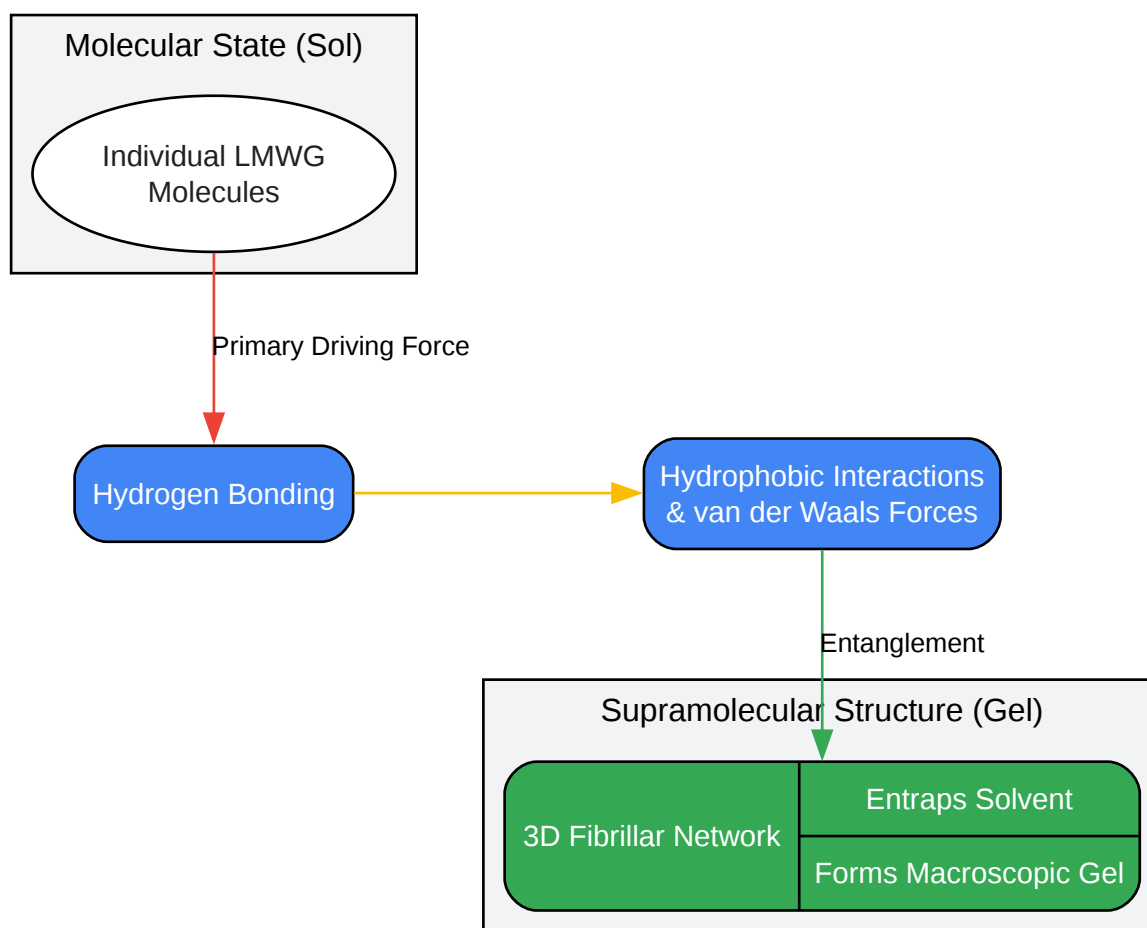 Molecular State (Sol)
Individual LMWG
Molecules
Primary Driving Force
Hydrogen Bonding
Hydrophobic Interactions
& van der Waals Forces
Entanglement
Supramolecular Structure (Gel)
3D Fibrillar Network
Entraps Solvent
Forms Macroscopic Gel